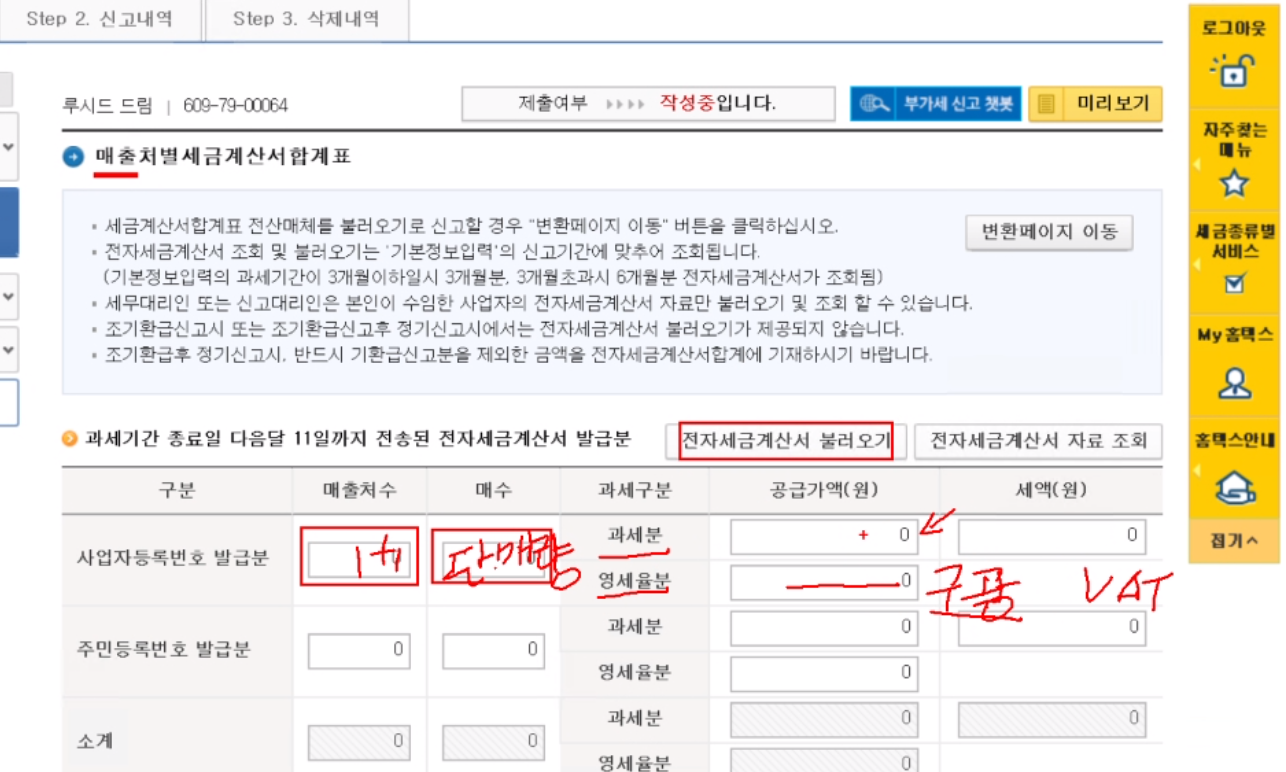 Step 2. 신고내역
Step 3. 삭제내역
루시드 드림 | 609-79-00064
제출여부 ▸▸▸▸ 작성중입니다.
부가세 신고 챗봇
미리보기
매출처별세금계산서합계표
▪ 세금계산서합계표 전산매체를 불러오기로 신고할 경우 "변환페이지 이동" 버튼을 클릭하십시오.
변환페이지 이동
▪ 전자세금계산서 조회 및 불러오기는 '기본정보입력'의 신고기간에 맞추어 조회됩니다.
(기본정보입력의 과세기간이 3개월이하일시 3개월분, 3개월초과시 6개월분 전자세금계산서가 조회됨)
▪ 세무대리인 또는 신고대리인은 본인이 수임한 사업자의 전자세금계산서 자료만 불러오기 및 조회 할 수 있습니다.
▪ 조기환급신고시 또는 조기환급신고후 정기신고시에서는 전자세금계산서 불러오기가 제공되지 않습니다.
▪ 조기환급후 정기신고시, 반드시 기환급신고분을 제외한 금액을 전자세금계산서합계에 기재하시기 바랍니다.
과세기간 종료일 다음달 11일까지 전송된 전자세금계산서 발급분
전자세금계산서 불러오기
전자세금계산서 자료 조회
구분 매출처수 매수 과세구분 공급가액(원) 세액(원)
사업자등록번호 발급분 과세분 + 0 0
영세율분 0
VAT
주민등록번호 발급분 0 0 과세분 0 0
영세율분 0
소계 0 0 과세분 0 0
영세율분 0
로그아웃
자주찾는
메뉴
세금종류별
서비스
My홈택스
홈택스안내
접기 ^